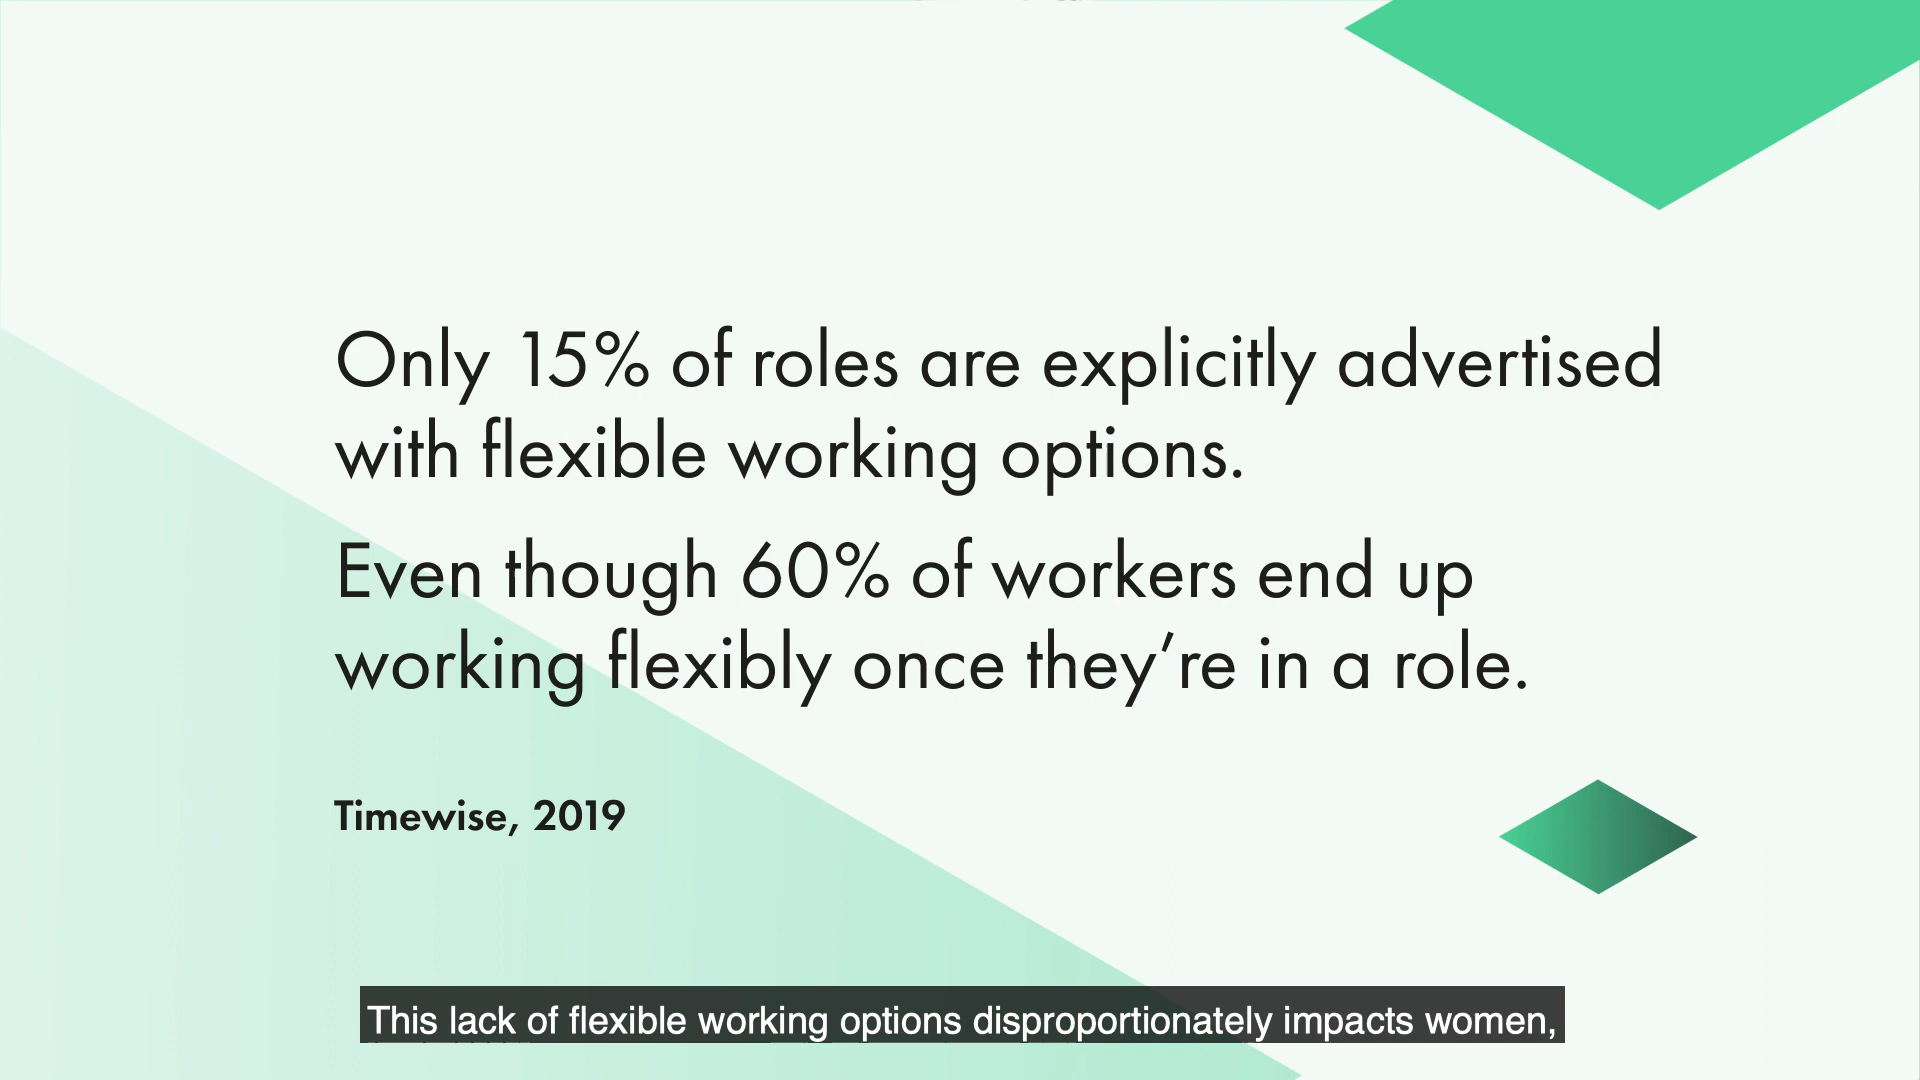 Only 15% of roles are explicitly advertised
with flexible working options.
Even though 60% of workers end up
working flexibly once they’re in a role.
Timewise, 2019
This lack of flexible working options disproportionately impacts women,